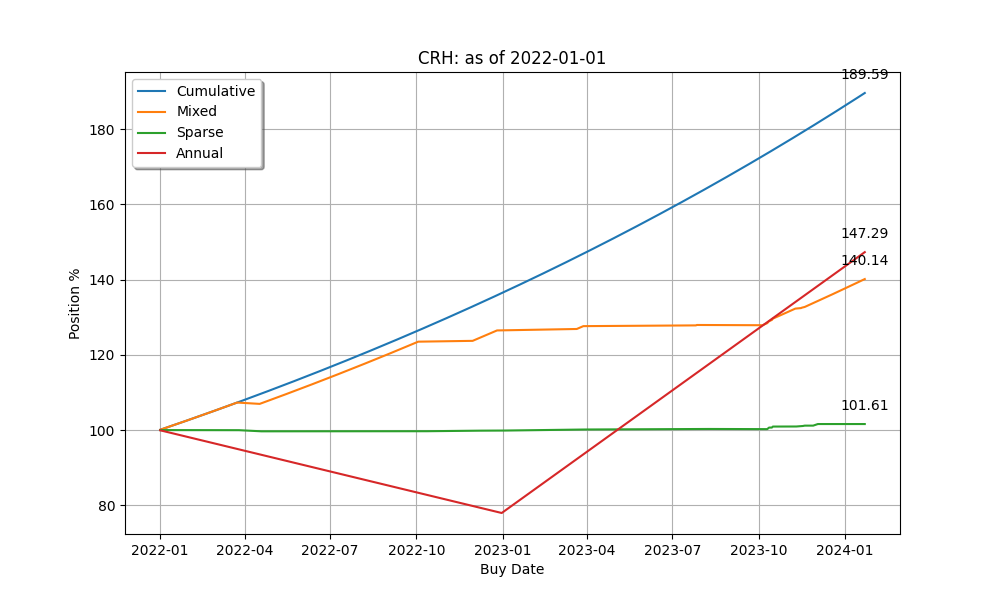 CRH: as of 2022-01-01
Cumulative
Mixed
Sparse
Annual
189.59
147.29
140.14
101.61
Position %
180
160
140
120
100
80
2022-01 2022-04 2022-07 2022-10 2023-01 2023-04 2023-07 2023-10 2024-01
Buy Date